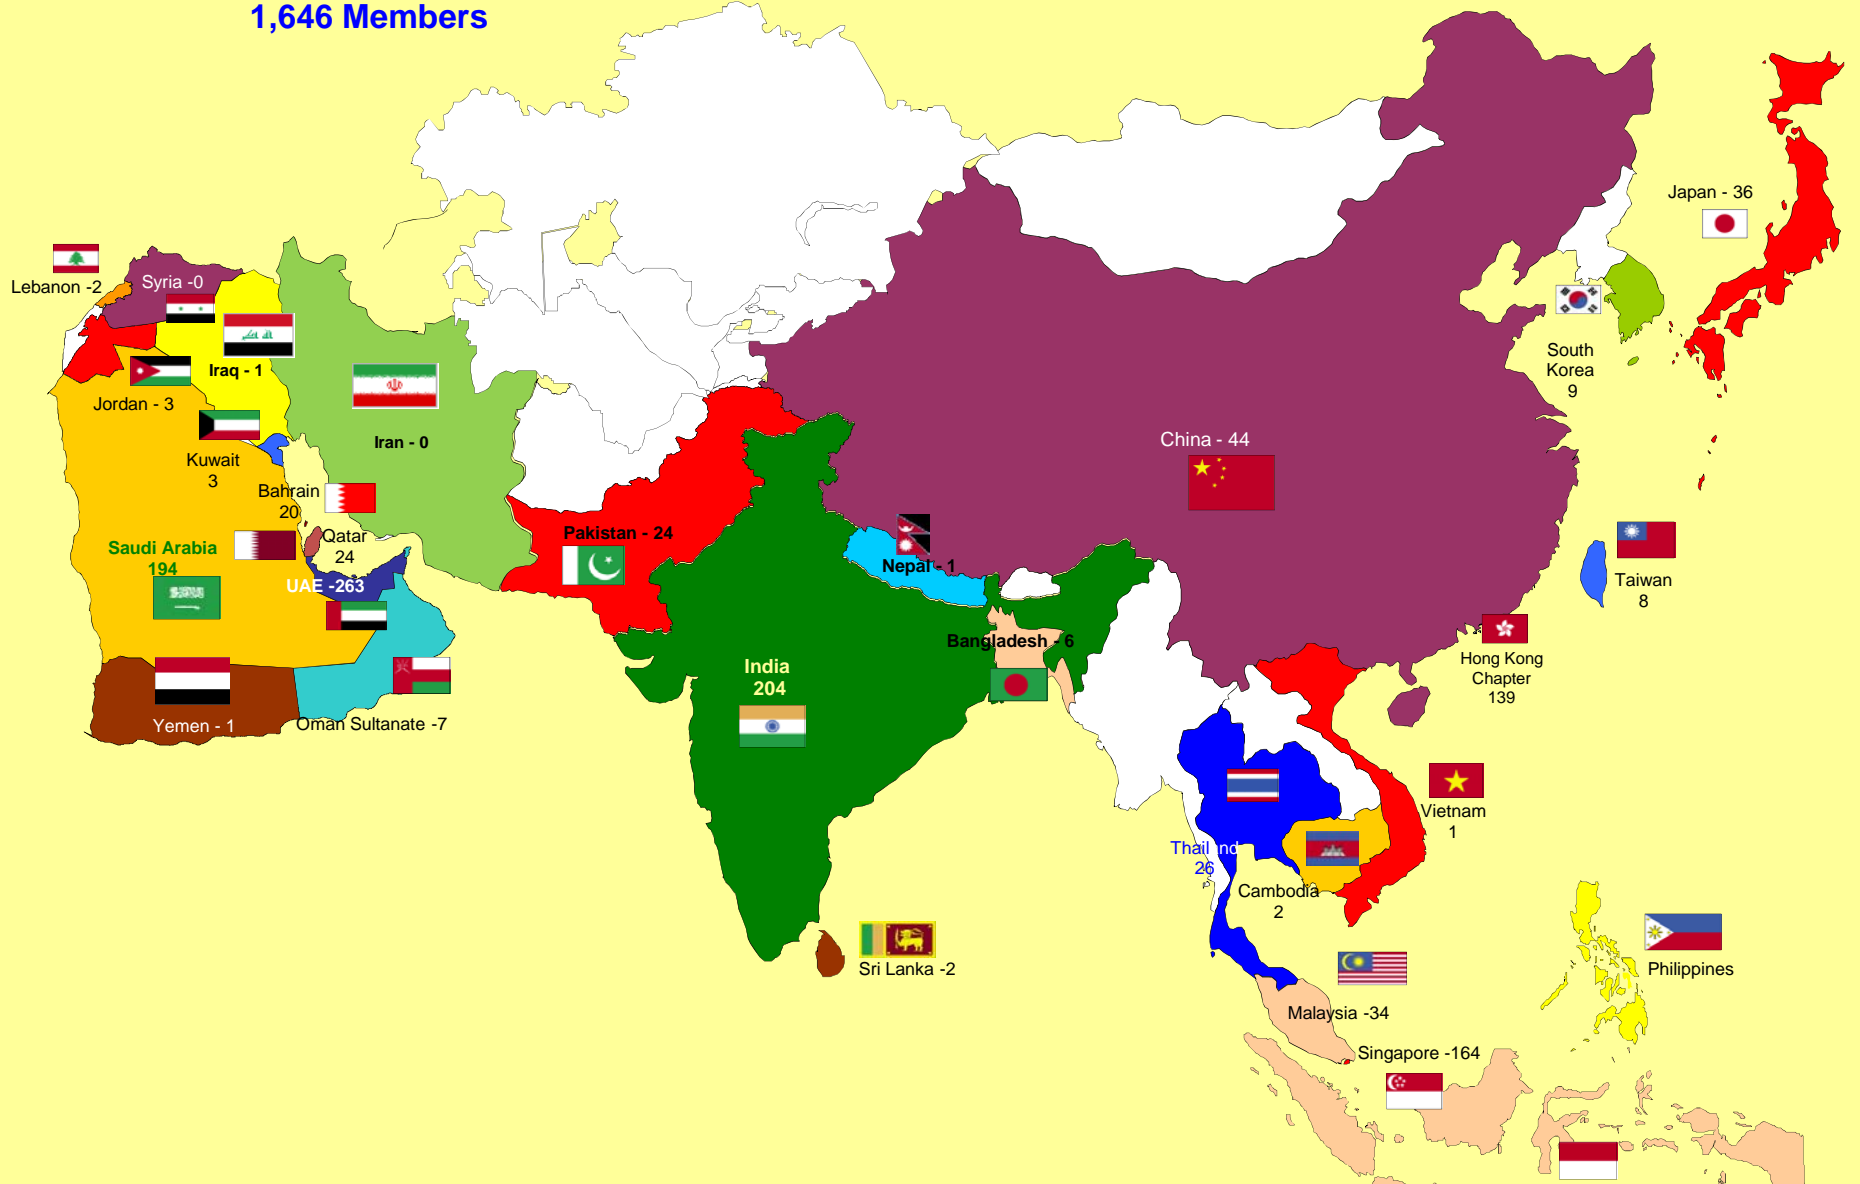 1,646 Members
Japan - 36
Lebanon -2
Syria -0
South
Korea
9
Iraq - 1
Jordan - 3
Iran - 0
China - 44
Kuwait
3
Bahrain
20
Qatar
24
Pakistan - 24
Saudi Arabia
194
Nepal - 1
UAE -263
Taiwan
8
Bangladesh - 6
India
204
Hong Kong
Chapter
139
Yemen - 1
Oman Sultanate -7
Vietnam
1
Thailand
26
Cambodia
2
Sri Lanka -2
Philippines
Malaysia -34
Singapore -164